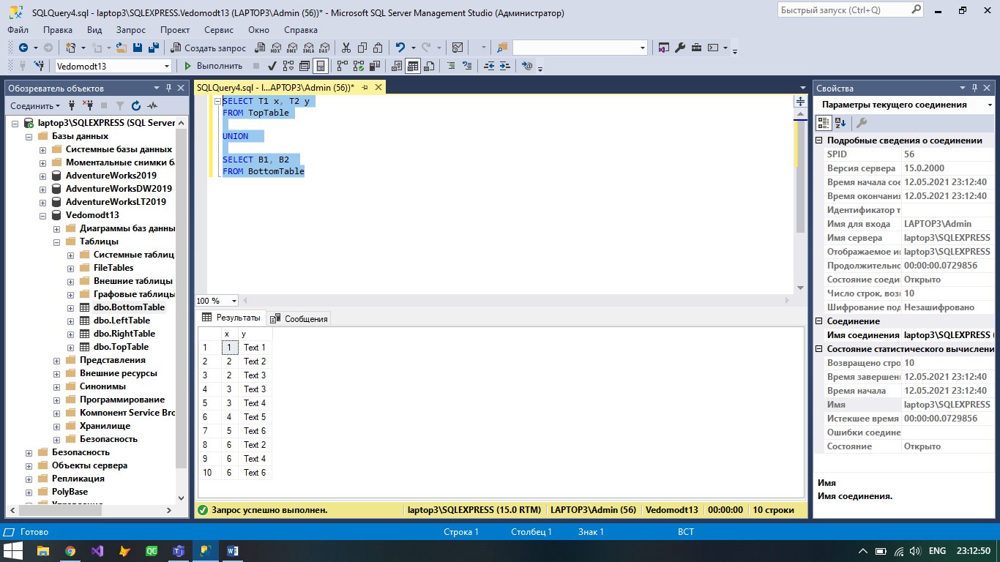 SQLQuery4.sql - laptop3\SQLEXPRESS.Vedomodt13 (LAPTOP3\Admin (56))* - Microsoft SQL Server Management Studio (Администратор)
Быстрый запуск (Ctrl+Q)
Файл Правка Вид Запрос Проект Сервис Окно Справка
Создать запрос MDX DMX XMLA DAX
Vedomodt13 Выполнить
Обозреватель объектов
Соединить
laptop3\SQLEXPRESS (SQL Server
Базы данных
Системные базы данных
Моментальные снимки ба
AdventureWorks2019
AdventureWorksDW2019
AdventureWorksLT2019
Vedomodt13
Диаграммы баз данны
Таблицы
Системные таблиц
FileTables
Внешние таблицы
Графовые таблицы
dbo.BottomTable
dbo.LeftTable
dbo.RightTable
dbo.TopTable
Представления
Внешние ресурсы
Синонимы
Программирование
Компонент Service Bro
Хранилище
Безопасность
Безопасность
Объекты сервера
Репликация
PolyBase
Управление
SQLQuery4.sql - l...APTOP3\Admin (56))*
SELECT T1 x, T2 y
FROM TopTable
UNION
SELECT B1, B2
FROM BottomTable
100 %
Результаты Сообщения
x y
1 1 Text 1
2 2 Text 2
3 2 Text 3
4 3 Text 3
5 3 Text 4
6 4 Text 5
7 5 Text 6
8 6 Text 2
9 6 Text 4
10 6 Text 6
Запрос успешно выполнен. laptop3\SQLEXPRESS (15.0 RTM) LAPTOP3\Admin (56) Vedomodt13 00:00:00 10 строки
Свойства
Параметры текущего соединения
Подробные сведения о соединении
SPID 56
Версия сервера 15.0.2000
Время начала сое 12.05.2021 23:12:40
Время окончания 12.05.2021 23:12:40
Идентификатор т
Имя для входа LAPTOP3\Admin
Имя сервера laptop3\SQLEXPRESS
Отображаемое им laptop3\SQLEXPRESS
Продолжительно 00:00:00.0729856
Состояние соеди Открыто
Число строк, возв 10
Шифрование под Незашифровано
Соединение
Имя соединения laptop3\SQLEXPRESS (
Состояние статистического вычислени
Возвращено стро 10
Время завершени 12.05.2021 23:12:40
Время начала 12.05.2021 23:12:40
Имя laptop3\SQLEXPRESS
Истекшее время 00:00:00.0729856
Ошибки соедине
Состояние Открыто
Имя
Имя соединения.
Готово Строка 1 Столбец 1 Знак 1 ВСТ
QC ENG 23:12:50